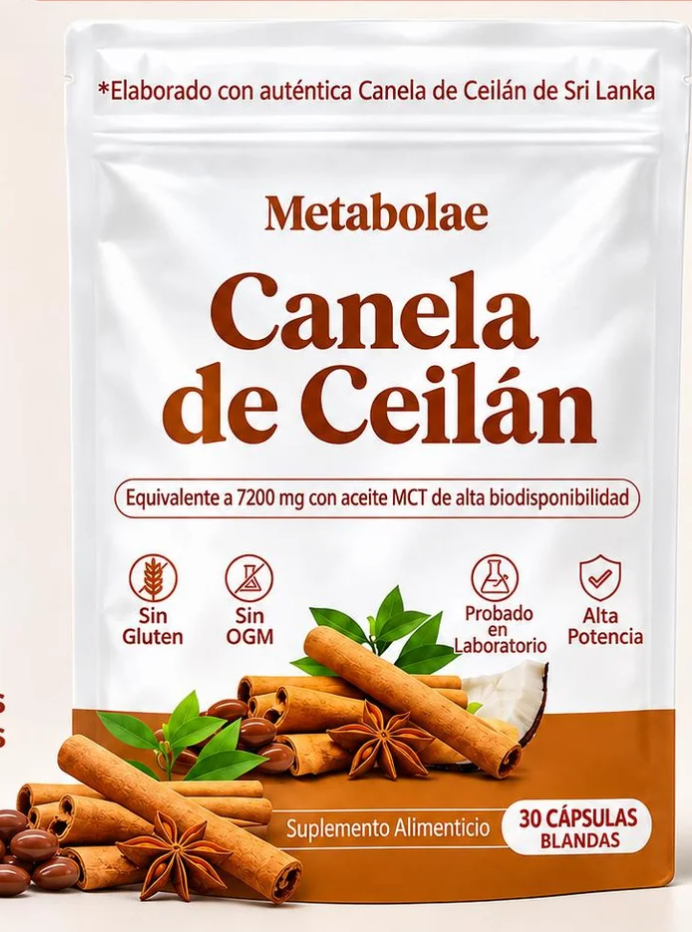 *Elaborado con auténtica Canela de Ceilán de Sri Lanka
Metabolae
Canela
de Ceilán
Equivalente a 7200 mg con aceite MCT de alta biodisponibilidad
Sin
Gluten
Sin
OGM
Probado
en
Laboratorio
Alta
Potencia
Suplemento Alimenticio
30 CÁPSULAS
BLANDAS